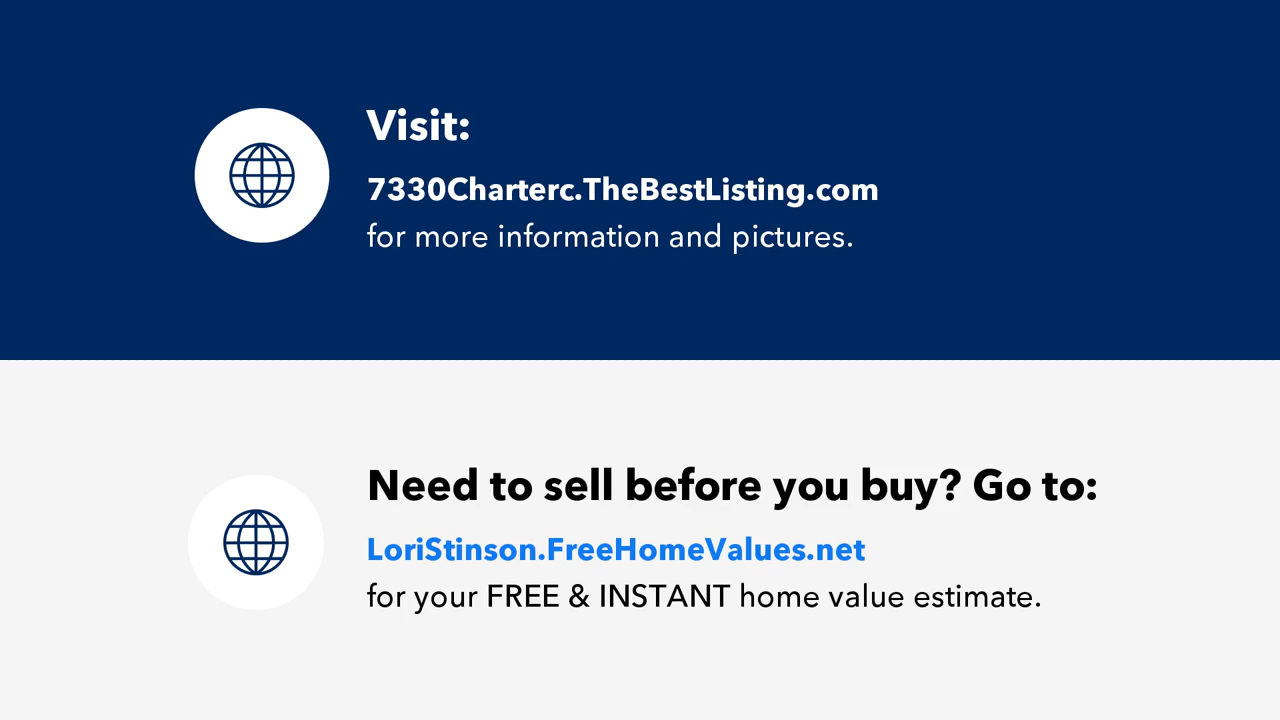 Visit:
7330Charterc.TheBestListing.com
for more information and pictures.
Need to sell before you buy? Go to:
LoriStinson.FreeHomeValues.net
for your FREE & INSTANT home value estimate.